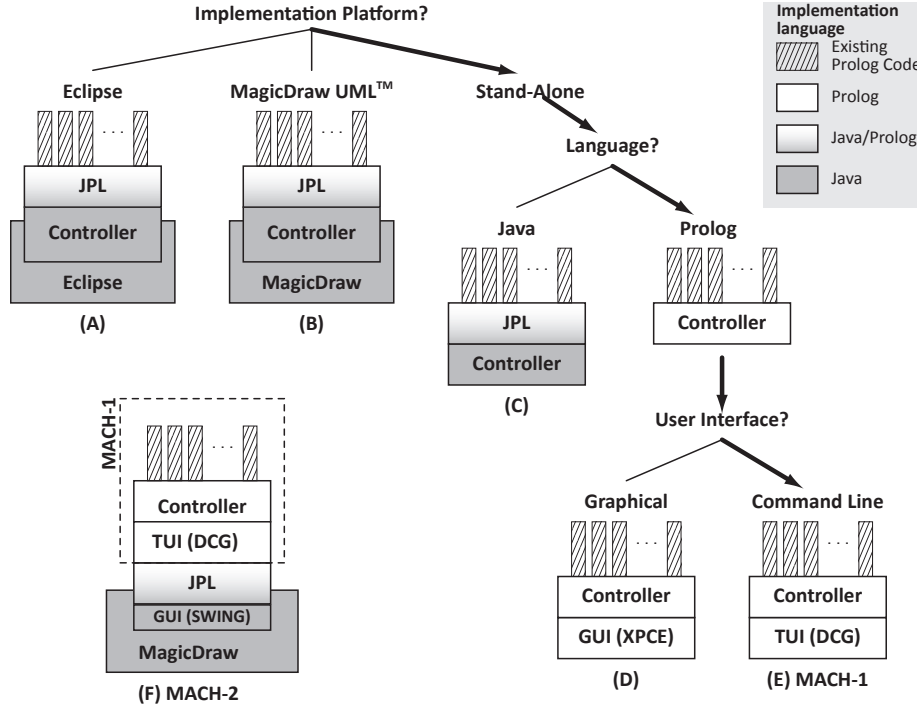 Implementation Platform?
Implementation
language
Existing
Prolog Code
Prolog
Java/Prolog
Java
Eclipse
MagicDraw UML™
Stand-Alone
Language?
JPL
Controller
Eclipse
(A)
JPL
Controller
MagicDraw
(B)
Java
Prolog
JPL
Controller
(C)
Controller
User Interface?
MACH-1
Controller
TUI (DCG)
JPL
GUI (SWING)
MagicDraw
(F) MACH-2
Graphical
Command Line
Controller
GUI (XPCE)
(D)
Controller
TUI (DCG)
(E) MACH-1